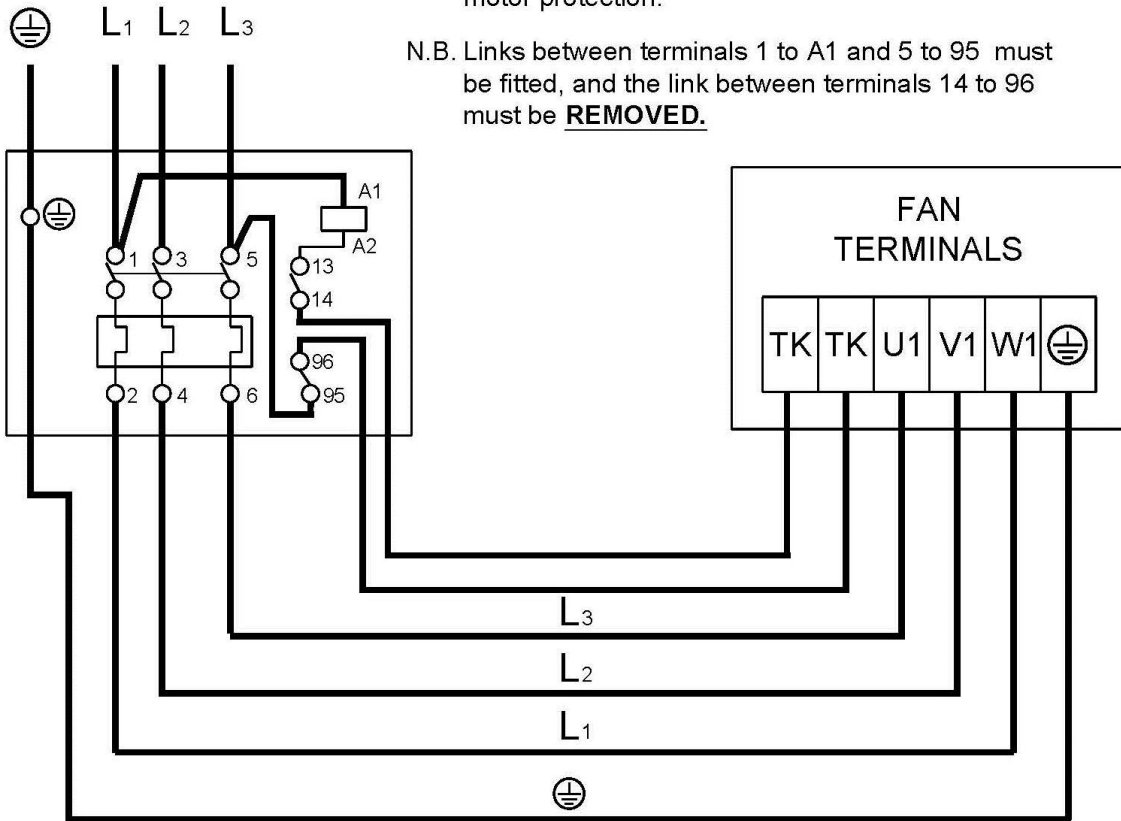 motor protection.
L1 L2 L3
N.B. Links between terminals 1 to A1 and 5 to 95 must
be fitted, and the link between terminals 14 to 96
must be REMOVED.
A1
A2
1 3 5
13
14
96
95
2 4 6
FAN
TERMINALS
TK TK U1 V1 W1
L3
L2
L1